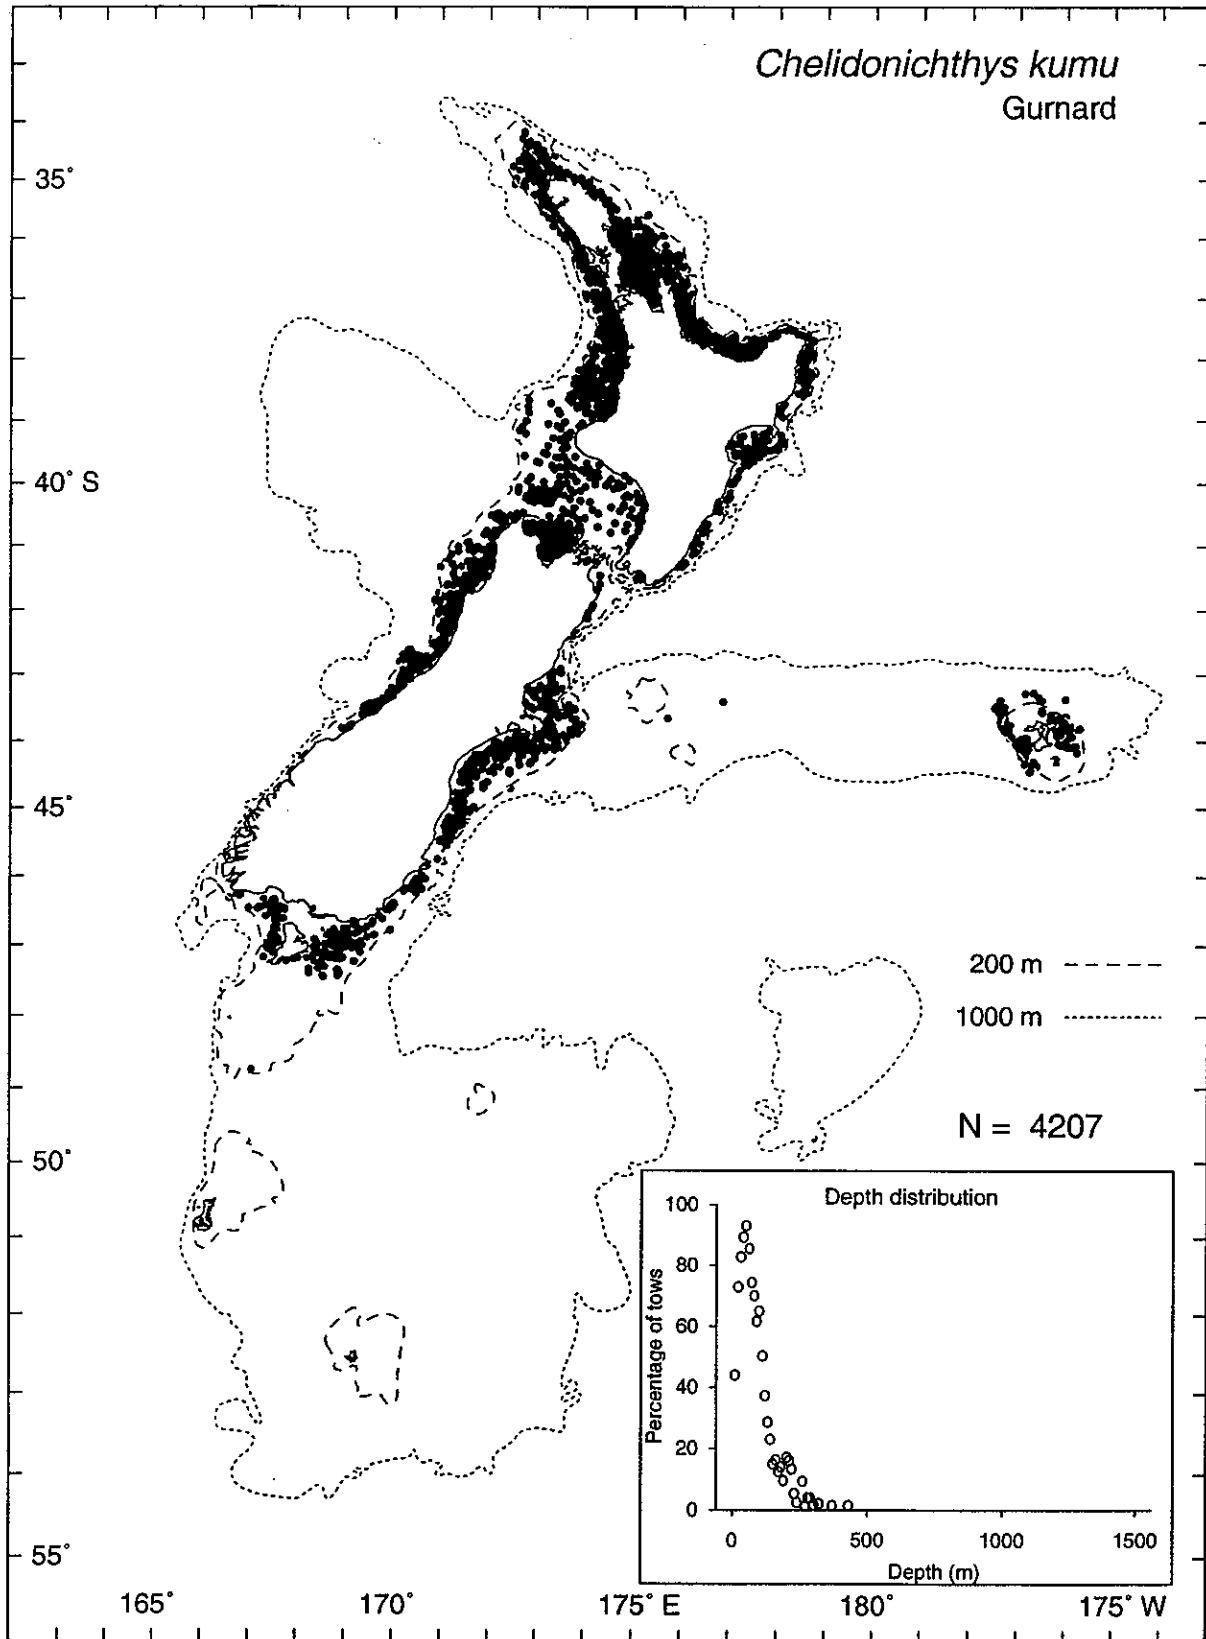 Chelidonichthys kumu
Gurnard
35°
40° S
45°
200 m
1000 m
N = 4207
50°
Depth distribution
100
80
60
40
20
0
Percentage of tows
0 500 1000 1500
Depth (m)
55°
165° 170° 175° E 180° 175° W